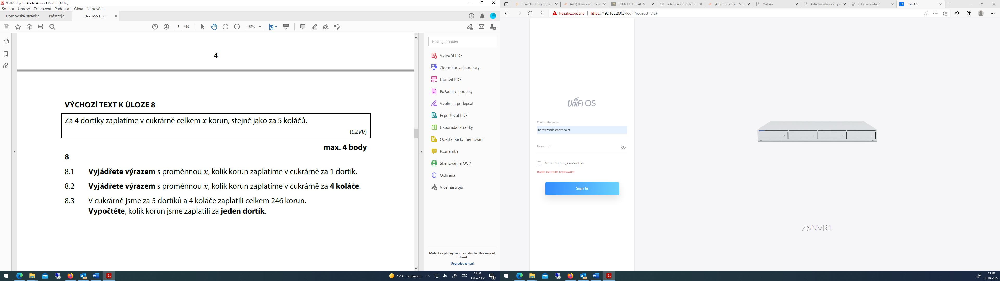 9-2022-1.pdf - Adobe Acrobat Pro DC (32-bit)
Soubor Úpravy Zobrazení Podepsat Okna Nápověda
Domovská stránka Nástroje 9-2022-1.pdf ×
5 / 10 167%
4
VÝCHOZÍ TEXT K ÚLOZE 8
Za 4 dortíky zaplatíme v cukrárně celkem x korun, stejně jako za 5 koláčů.
(CZVV)
max. 4 body
8
8.1 Vyjádřete výrazem s proměnnou x, kolik korun zaplatíme v cukrárně za 1 dortík.
8.2 Vyjádřete výrazem s proměnnou x, kolik korun zaplatíme v cukrárně za 4 koláče.
8.3 V cukrárně jsme za 5 dortíků a 4 koláče zaplatili celkem 246 korun.
Vypočtěte, kolik korun jsme zaplatili za jeden dortík.
Nástroje hledání
Vytvořit PDF
Zkombinovat soubory
Upravit PDF
Požádat o podpisy
Vyplnit a podepsat
Exportovat PDF
Uspořádat stránky
Odeslat ke komentování
Poznámka
Skenování a OCR
Ochrana
Více nástrojů
Máte bezplatný účet ve službě Document
Cloud
Upgradovat nyní
17°C Slunečno CES 13:30
13.04.2022
4
Scratch - Imagine, Pro (475) Doručené – Sezn TOUR OF THE ALPS Přihlášení do systému (473) Doručené – Sezn Matrika Aktuální informace pr edge://newtab/ UniFi OS
Nezabezpečeno https://192.168.200.8/login?redirect=%2F
UniFi OS
Email or Username
holy@zsodolenavoda.cz
Password
Remember my credentials
Invalid username or password
Sign In
ZSNVR1
13:30
13.04.2022